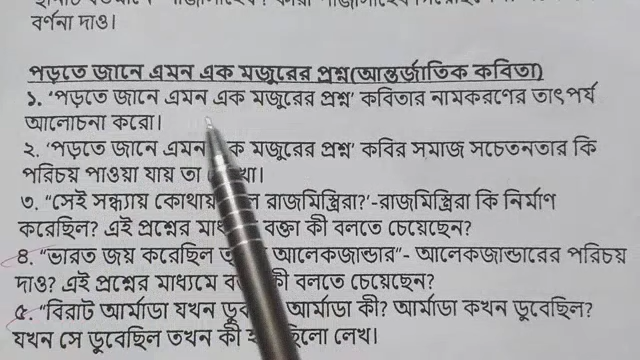 বর্ণনা দাও।
পড়তে জানে এমন এক মজুরের প্রশ্ন(আন্তর্জাতিক কবিতা)
১. ‘পড়তে জানে এমন এক মজুরের প্রশ্ন’ কবিতার নামকরণের তাৎপর্য
আলোচনা করো।
২. ‘পড়তে জানে এমন ক মজুরের প্রশ্ন’ কবির সমাজ সচেতনতার কি
পরিচয় পাওয়া যায় তা খা।
৩. “সেই সন্ধ্যায় কোথায় ল রাজমিস্ত্রিরা?’-রাজমিস্ত্রিরা কি নির্মাণ
করেছিল? এই প্রশ্নের মাধ বক্তা কী বলতে চেয়েছেন?
৪. “ভারত জয় করেছিল আলেকজান্ডার“- আলেকজান্ডারের পরিচয়
দাও? এই প্রশ্নের মাধ্যমে কী বলতে চেয়েছেন?
৫. “বিরাট আর্মাডা যখন ডুব আর্মাডা কী? আর্মাডা কখন ডুবেছিল?
যখন সে ডুবেছিল তখন কী ছিলো লেখ।